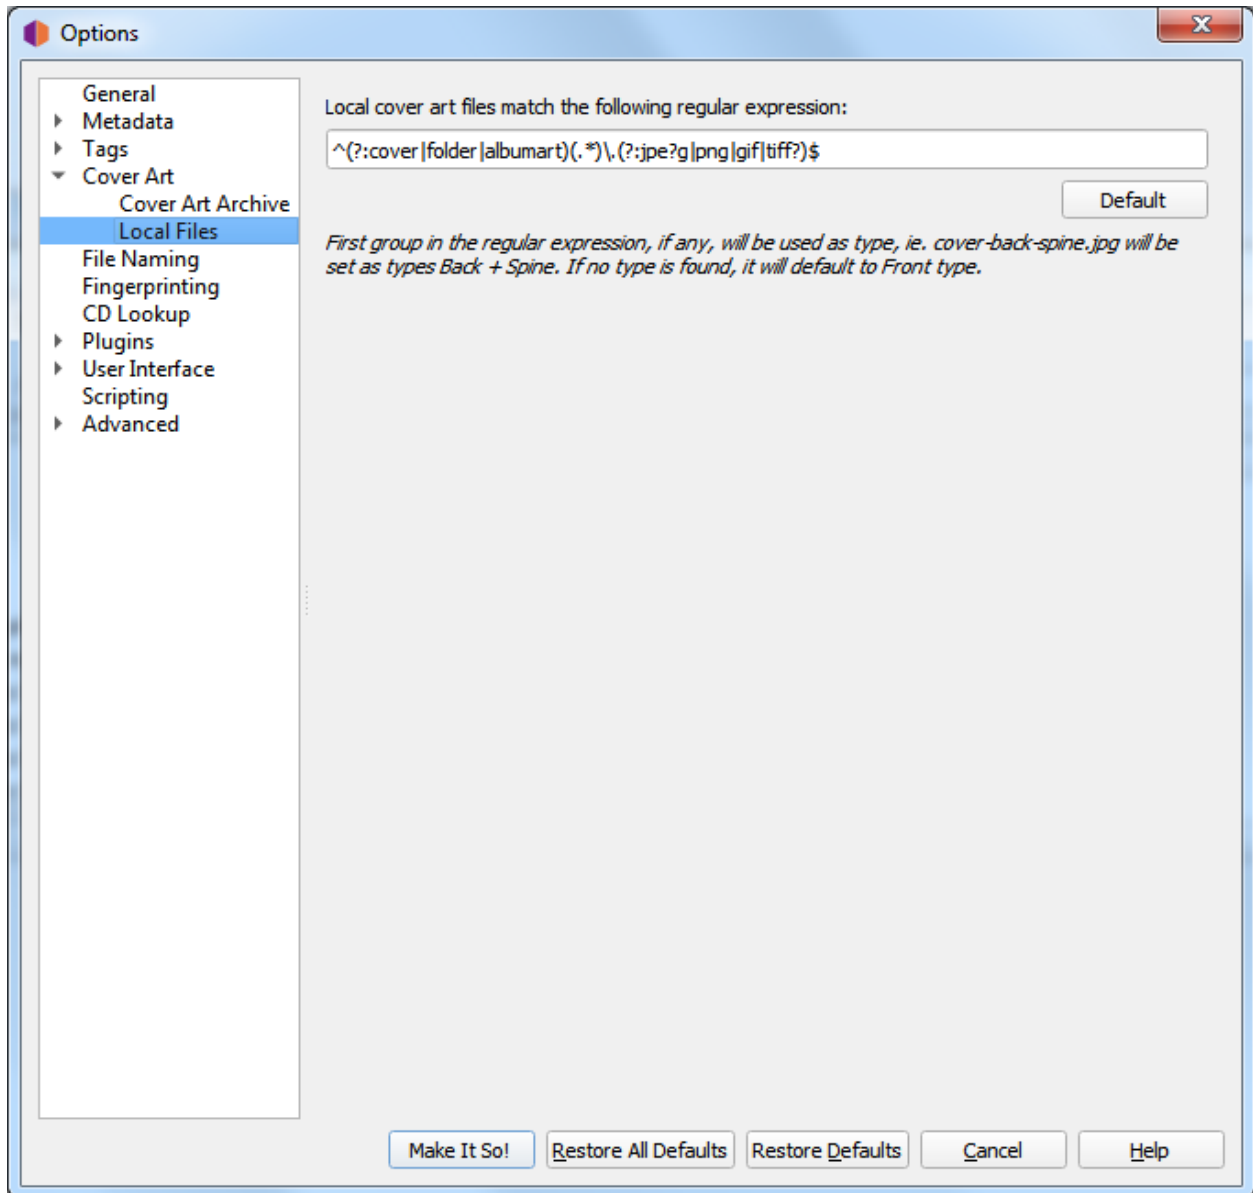 Options
General
Metadata
Tags
Cover Art
Cover Art Archive
Local Files
File Naming
Fingerprinting
CD Lookup
Plugins
User Interface
Scripting
Advanced
Local cover art files match the following regular expression:
^(?:cover|folder|albumart)(.*)\.(?:jpe?g|png|gif|tiff?)$
Default
First group in the regular expression, if any, will be used as type, ie. cover-back-spine.jpg will be
set as types Back + Spine. If no type is found, it will default to Front type.
Make It So!
Restore All Defaults
Restore Defaults
Cancel
Help